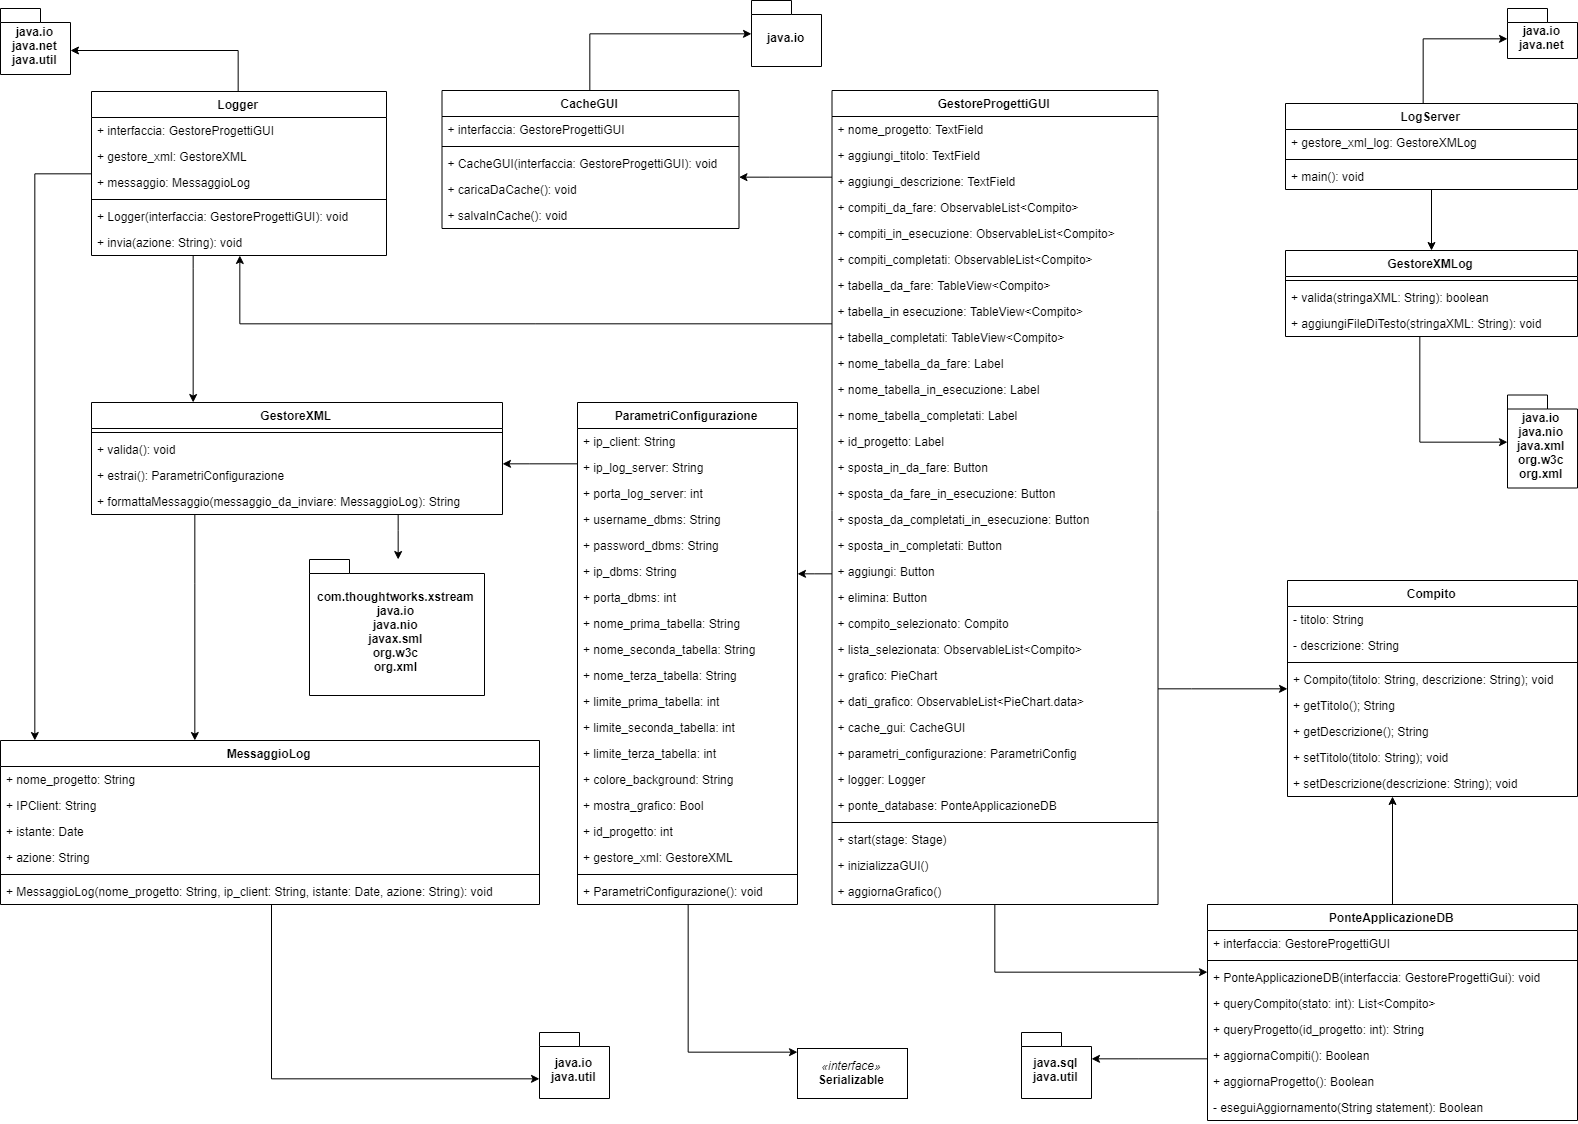 java.io
java.net
java.util
java.io
java.io
java.net
Logger
+ interfaccia: GestoreProgettiGUI
+ gestore_xml: GestoreXML
+ messaggio: MessaggioLog
+ Logger(interfaccia: GestoreProgettiGUI): void
+ invia(azione: String): void
CacheGUI
+ interfaccia: GestoreProgettiGUI
+ CacheGUI(interfaccia: GestoreProgettiGUI): void
+ caricaDaCache(): void
+ salvaInCache(): void
GestoreProgettiGUI
+ nome_progetto: TextField
+ aggiungi_titolo: TextField
+ aggiungi_descrizione: TextField
+ compiti_da_fare: ObservableList<Compito>
+ compiti_in_esecuzione: ObservableList<Compito>
+ compiti_completati: ObservableList<Compito>
+ tabella_da_fare: TableView<Compito>
+ tabella_in esecuzione: TableView<Compito>
+ tabella_completati: TableView<Compito>
+ nome_tabella_da_fare: Label
+ nome_tabella_in_esecuzione: Label
+ nome_tabella_completati: Label
+ id_progetto: Label
+ sposta_in_da_fare: Button
+ sposta_da_fare_in_esecuzione: Button
+ sposta_da_completati_in_esecuzione: Button
+ sposta_in_completati: Button
+ aggiungi: Button
+ elimina: Button
+ compito_selezionato: Compito
+ lista_selezionata: ObservableList<Compito>
+ grafico: PieChart
+ dati_grafico: ObservableList<PieChart.data>
+ cache_gui: CacheGUI
+ parametri_configurazione: ParametriConfig
+ logger: Logger
+ ponte_database: PonteApplicazioneDB
+ start(stage: Stage)
+ inizializzaGUI()
+ aggiornaGrafico()
LogServer
+ gestore_xml_log: GestoreXMLog
+ main(): void
GestoreXMLog
+ valida(stringaXML: String): boolean
+ aggiungiFileDiTesto(stringaXML: String): void
java.io
java.nio
java.xml
org.w3c
org.xml
GestoreXML
+ valida(): void
+ estrai(): ParametriConfigurazione
+ formattaMessaggio(messaggio_da_inviare: MessaggioLog): String
com.thoughtworks.xstream
java.io
java.nio
javax.sml
org.w3c
org.xml
ParametriConfigurazione
+ ip_client: String
+ ip_log_server: String
+ porta_log_server: int
+ username_dbms: String
+ password_dbms: String
+ ip_dbms: String
+ porta_dbms: int
+ nome_prima_tabella: String
+ nome_seconda_tabella: String
+ nome_terza_tabella: String
+ limite_prima_tabella: int
+ limite_seconda_tabella: int
+ limite_terza_tabella: int
+ colore_background: String
+ mostra_grafico: Bool
+ id_progetto: int
+ gestore_xml: GestoreXML
+ ParametriConfigurazione(): void
Compito
- titolo: String
- descrizione: String
+ Compito(titolo: String, descrizione: String); void
+ getTitolo(); String
+ getDescrizione(); String
+ setTitolo(titolo: String); void
+ setDescrizione(descrizione: String); void
MessaggioLog
+ nome_progetto: String
+ IPClient: String
+ istante: Date
+ azione: String
+ MessaggioLog(nome_progetto: String, ip_client: String, istante: Date, azione: String): void
PonteApplicazioneDB
+ interfaccia: GestoreProgettiGUI
+ PonteApplicazioneDB(interfaccia: GestoreProgettiGui): void
+ queryCompito(stato: int): List<Compito>
+ queryProgetto(id_progetto: int): String
+ aggiornaCompiti(): Boolean
+ aggiornaProgetto(): Boolean
- eseguiAggiornamento(String statement): Boolean
java.io
java.util
«interface»
Serializable
java.sql
java.util